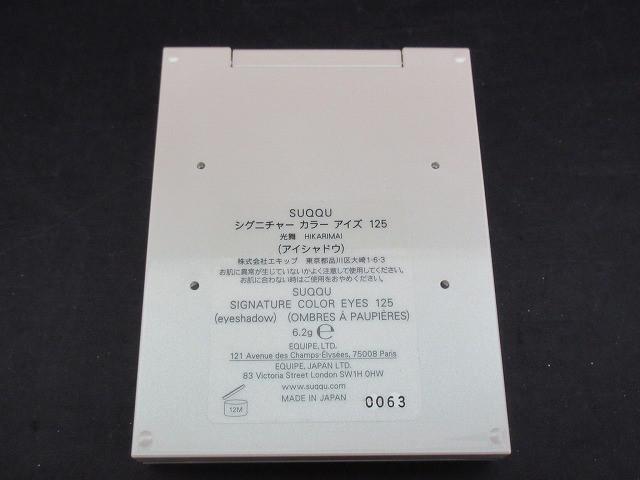 SUQQU
シグニチャー カラー アイズ 125
光舞 HIKARIMAI
(アイシャドウ)
株式会社エキップ 東京都品川区大崎1-6-3
お肌に異常が生じていないかよく注意して使用してください。
お肌に合わない時はご使用をおやめください。
SUQQU
SIGNATURE COLOR EYES 125
(eyeshadow) (OMBRES À PAUPIÈRES)
6.2g ℮
EQUIPE, LTD.
121 Avenue des Champs-Élysées, 75008 Paris
EQUIPE, JAPAN LTD.
83 Victoria Street London SW1H 0HW
www.suqqu.com
MADE IN JAPAN
12M
0063